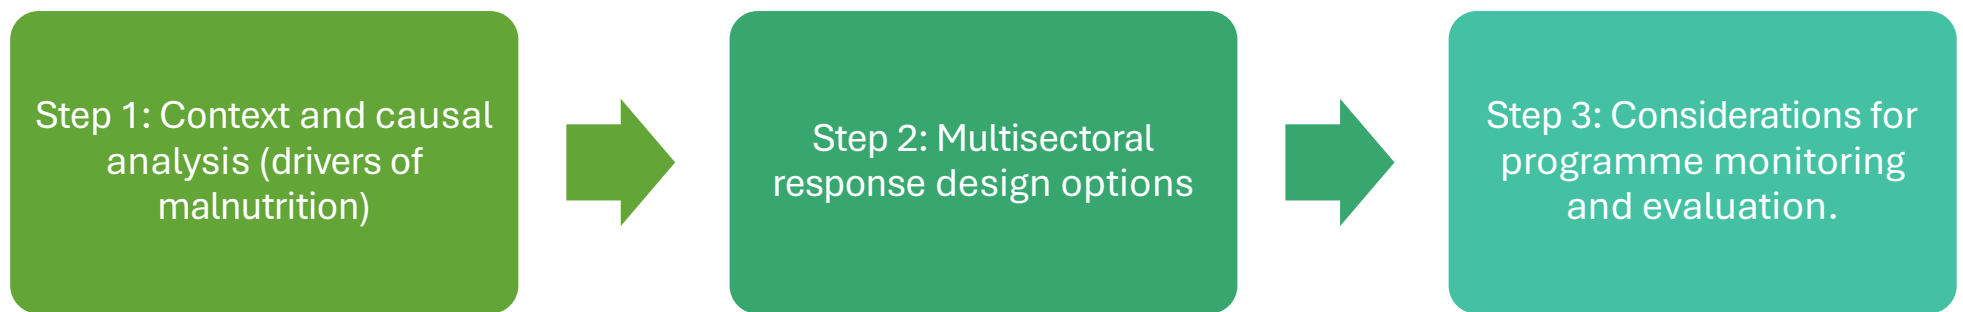 Step 1: Context and causal
analysis (drivers of
malnutrition)
Step 2: Multisectoral
response design options
Step 3: Considerations for
programme monitoring
and evaluation.